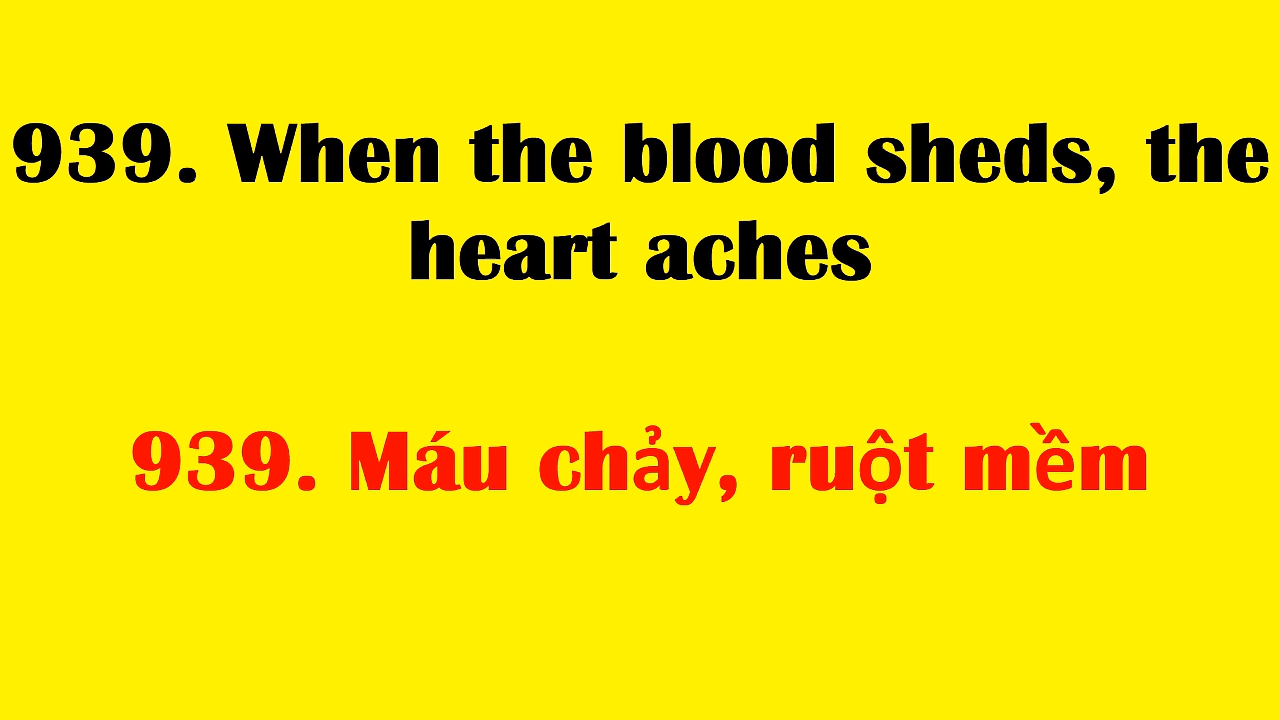 939. When the blood sheds, the
heart aches
939. Máu chảy, ruột mềm